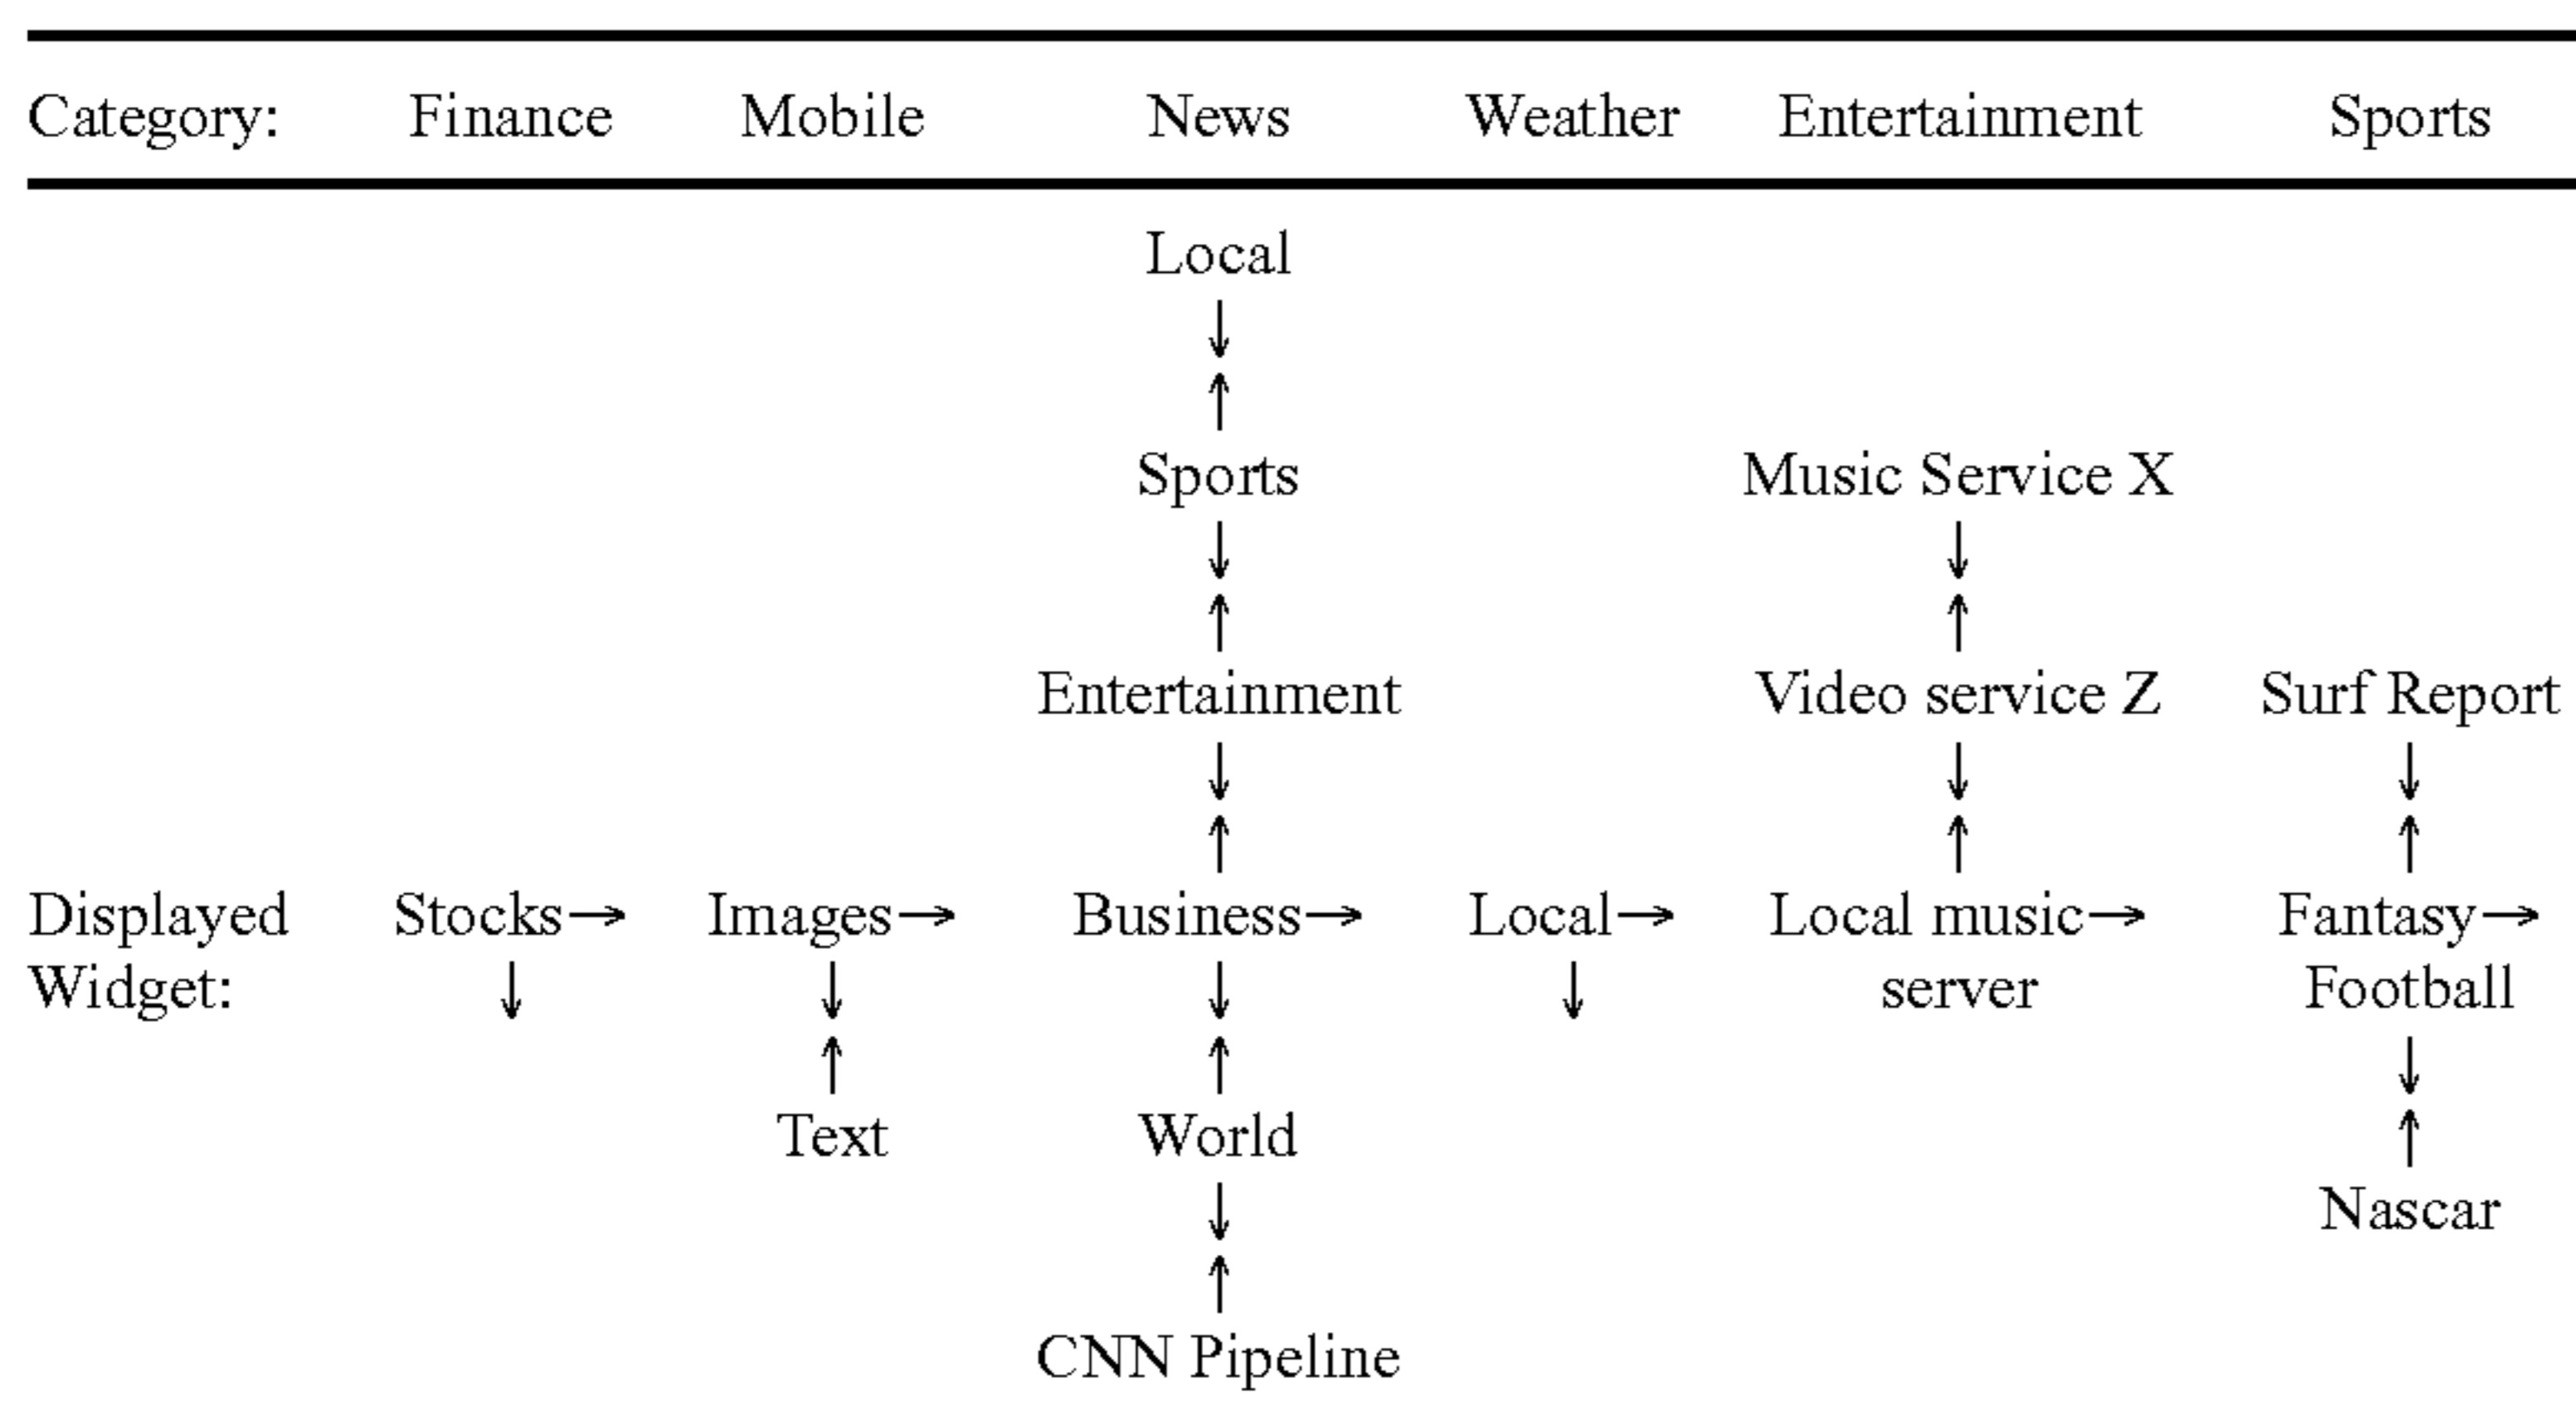 Category: Finance Mobile News Weather Entertainment Sports
Local
↓
↑
Sports Music Service X
↓ ↓
↑ ↑
Entertainment Video service Z Surf Report
↓ ↓ ↓
↑ ↑ ↑
Displayed Stocks→ Images→ Business→ Local→ Local music→ Fantasy→
Widget: ↓ ↓ ↓ ↓ server Football
↑ ↑ ↓
Text World ↑
↓ Nascar
↑
CNN Pipeline